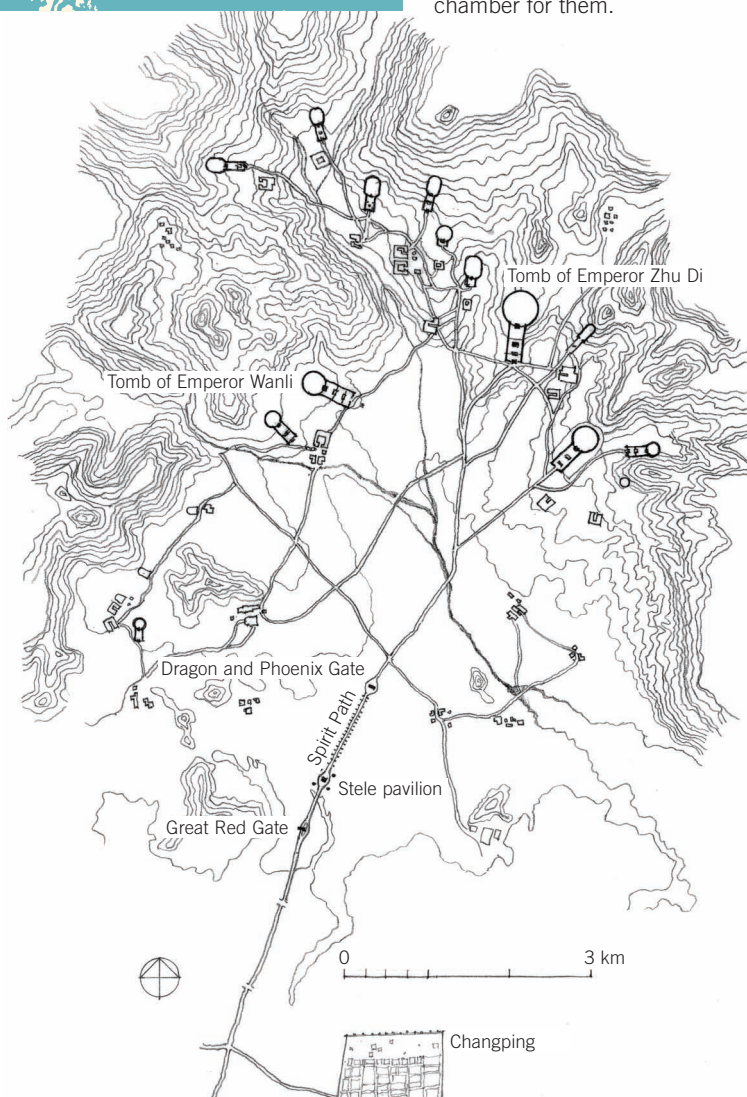 chamber for them.
Tomb of Emperor Zhu Di
Tomb of Emperor Wanli
Dragon and Phoenix Gate
Spirit Path
Stele pavilion
Great Red Gate
0 3 km
Changping